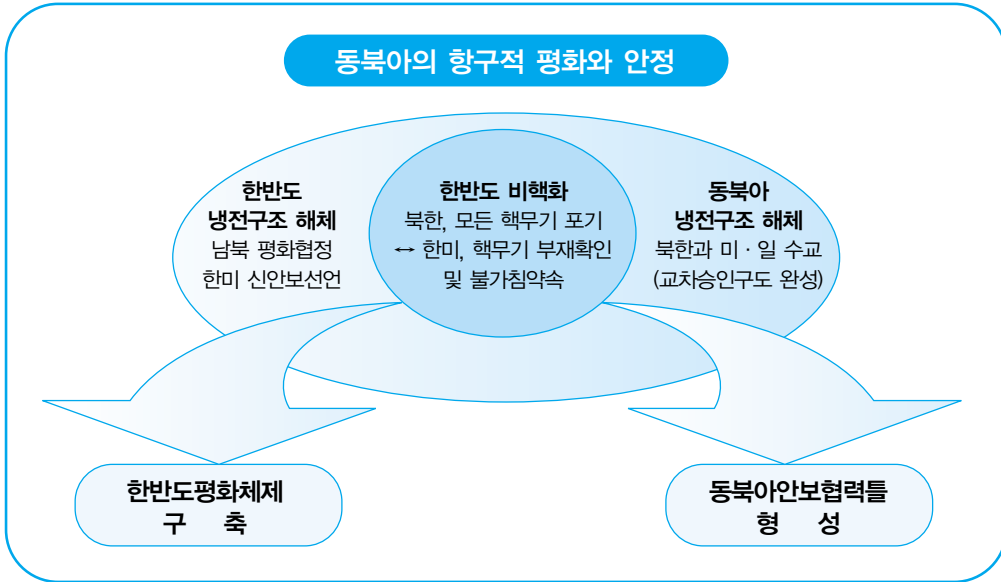 동북아의 항구적 평화와 안정
한반도
냉전구조 해체
남북 평화협정
한미 신안보선언
한반도 비핵화
북한, 모든 핵무기 포기
↔ 한미, 핵무기 부재확인
및 불가침약속
동북아
냉전구조 해체
북한과 미 · 일 수교
(교차승인구도 완성)
한반도평화체제
구 축
동북아안보협력틀
형 성